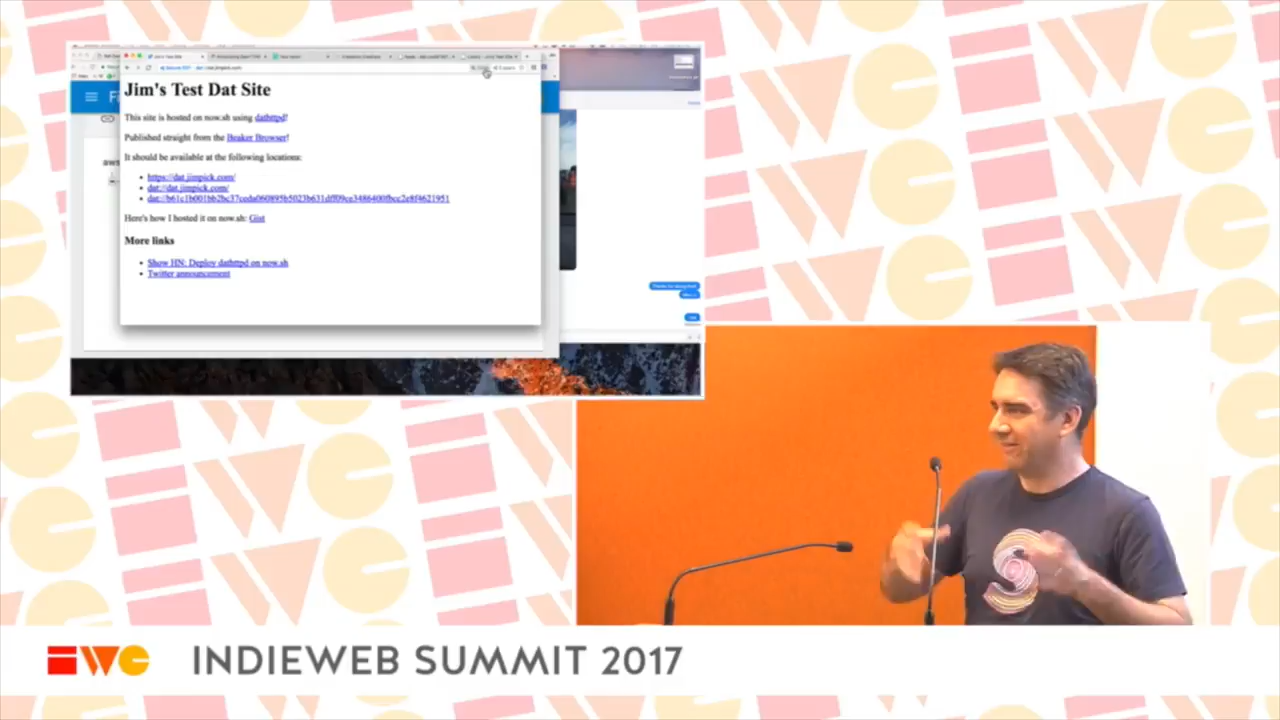 Jim's Test Dat Site
This site is hosted on now.sh using dathttpd!
Published straight from the Beaker Browser!
It should be available at the following locations:
https://dat.jimpick.com/
dat://dat.jimpick.com/
Here's how I hosted it on now.sh: Gist
More links
Show HN: Deploy dathttpd on now.sh
Twitter announcement
S
IWC INDIEWEB SUMMIT 2017